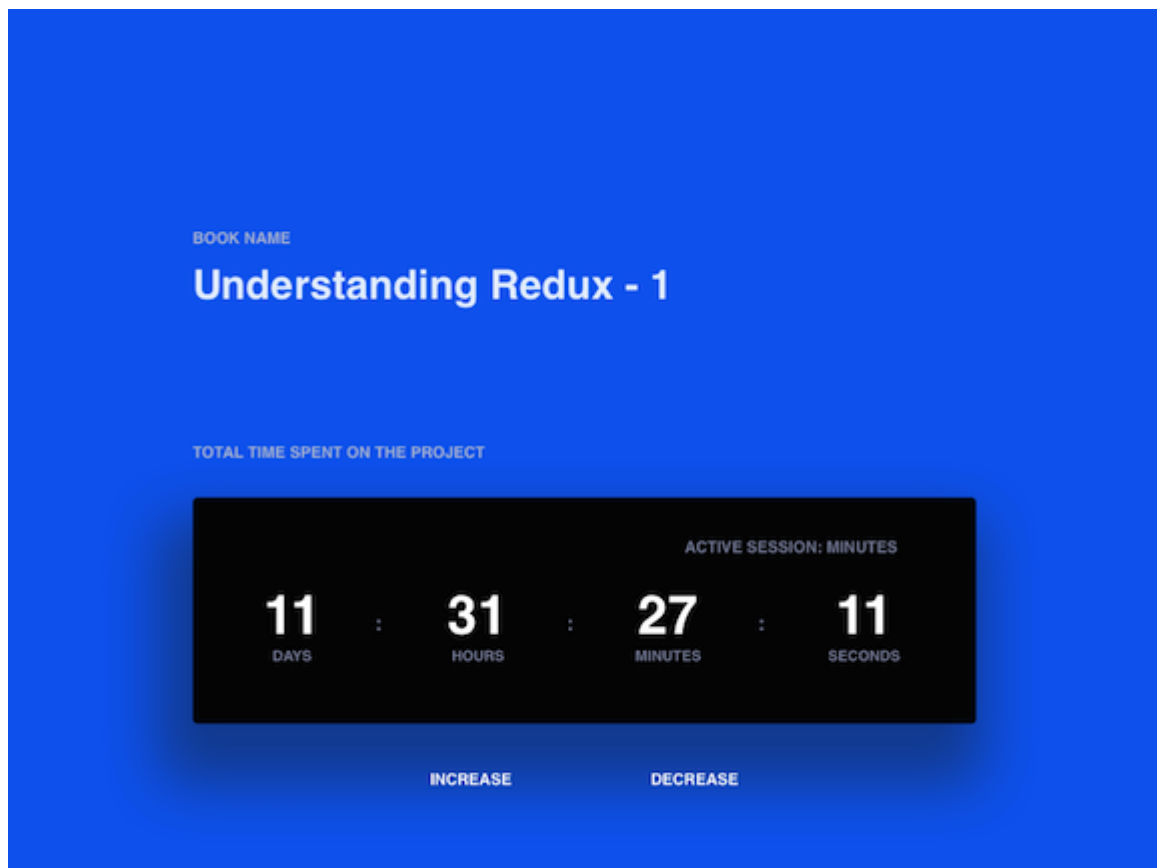 BOOK NAME
Understanding Redux - 1
TOTAL TIME SPENT ON THE PROJECT
ACTIVE SESSION: MINUTES
11 : 31 : 27 : 11
DAYS HOURS MINUTES SECONDS
INCREASE DECREASE